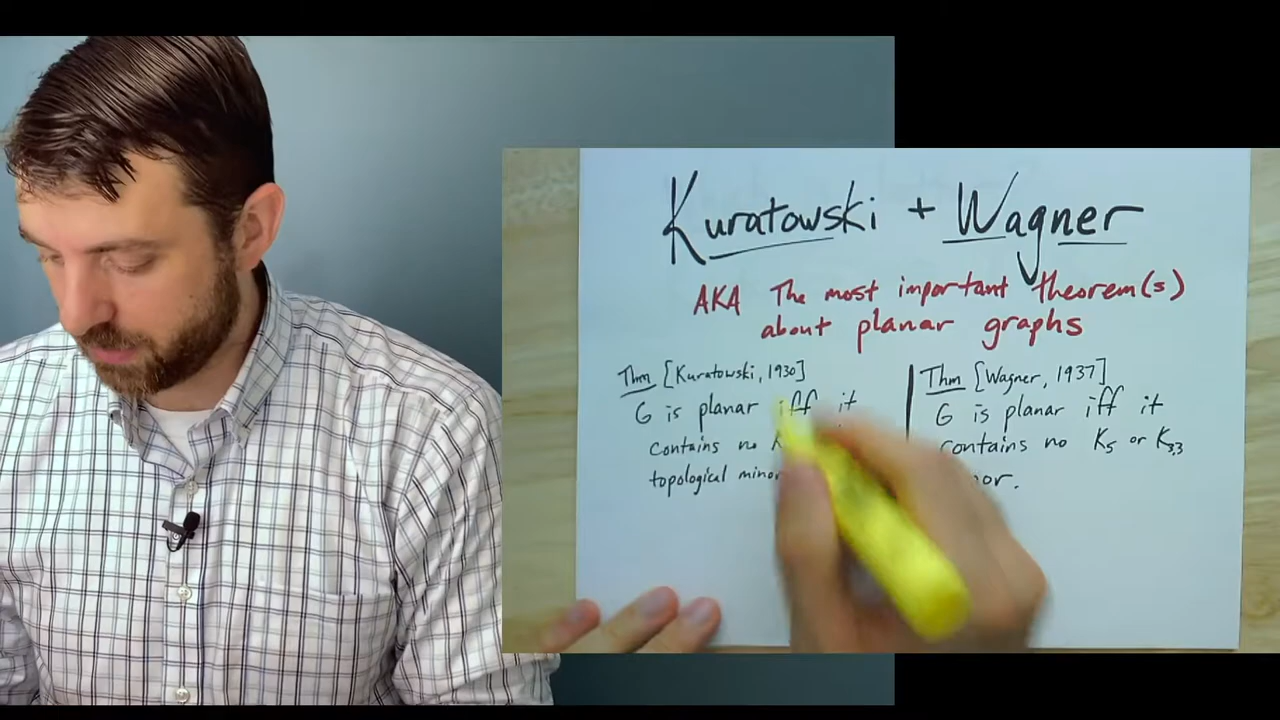 Kuratowski + Wagner
AKA The most important theorem(s)
about planar graphs
Thm [Kuratowski, 1930]
G is planar iff it
contains no K
topological minor
Thm [Wagner, 1937]
G is planar iff it
contains no K5 or K3,3
nor.